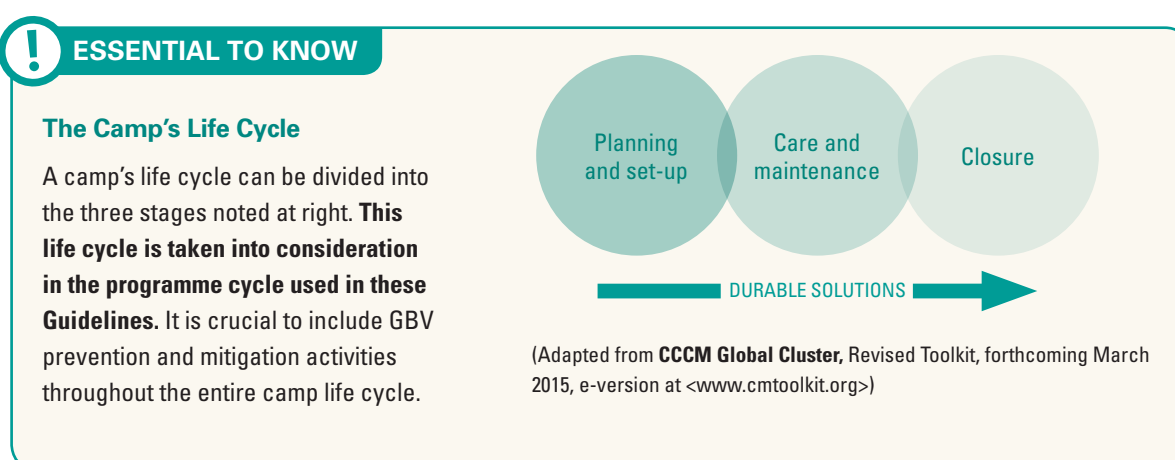 !
ESSENTIAL TO KNOW
The Camp’s Life Cycle
A camp’s life cycle can be divided into
the three stages noted at right. This
life cycle is taken into consideration
in the programme cycle used in these
Guidelines. It is crucial to include GBV
prevention and mitigation activities
throughout the entire camp life cycle.
Planning
and set-up
Care and
maintenance
Closure
DURABLE SOLUTIONS
(Adapted from CCCM Global Cluster, Revised Toolkit, forthcoming March
2015, e-version at <www.cmtoolkit.org>)